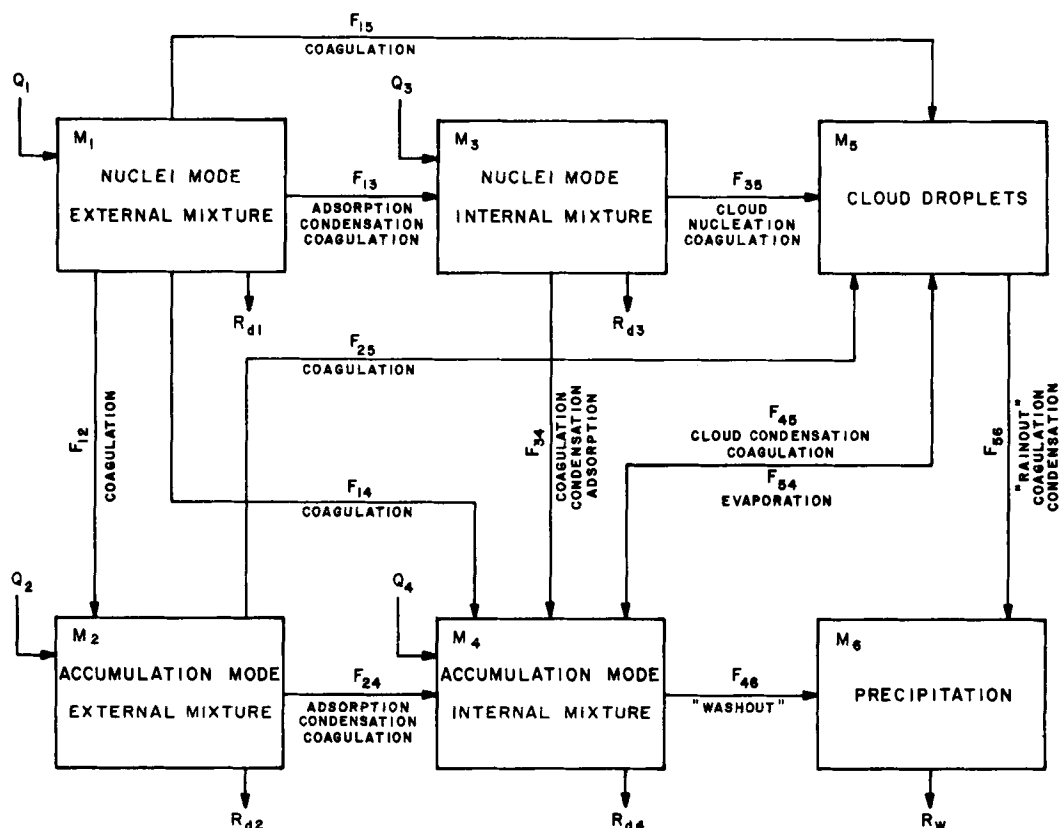 F15
COAGULATION
Q1
Q3
M1
NUCLEI MODE
EXTERNAL MIXTURE
F13
ADSORPTION
CONDENSATION
COAGULATION
M3
NUCLEI MODE
INTERNAL MIXTURE
F35
CLOUD
NUCLEATION
COAGULATION
M5
CLOUD DROPLETS
Rd1
Rd3
F25
COAGULATION
F12
COAGULATION
F34
COAGULATION
CONDENSATION
ADSORPTION
F45
CLOUD CONDENSATION
COAGULATION
F54
EVAPORATION
F56
"RAINOUT"
COAGULATION
CONDENSATION
F14
COAGULATION
Q2
Q4
M2
ACCUMULATION MODE
EXTERNAL MIXTURE
F24
ADSORPTION
CONDENSATION
COAGULATION
M4
ACCUMULATION MODE
INTERNAL MIXTURE
F46
"WASHOUT"
M6
PRECIPITATION
Rd2
Rd4
Rw